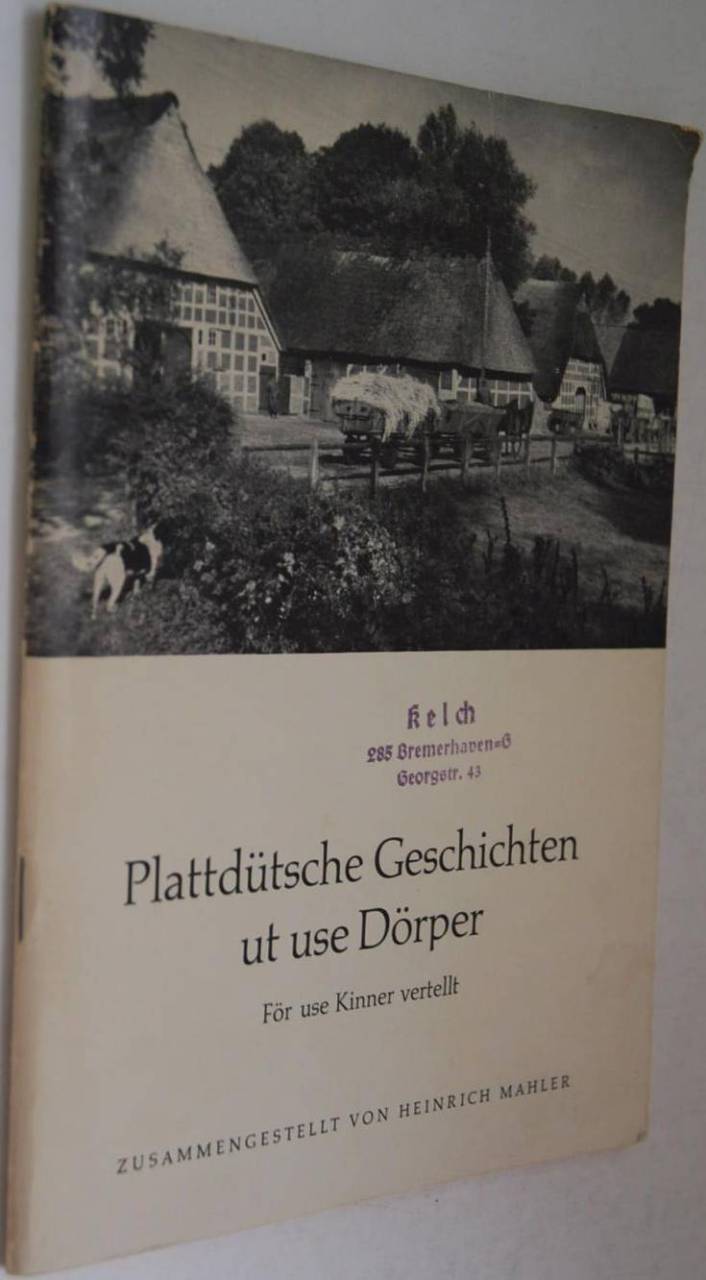 Kelch
285 Bremerhaven=G
Georgstr. 43
Plattdütsche Geschichten
ut use Dörper
För use Kinner vertellt
ZUSAMMENGESTELLT VON HEINRICH MAHLER